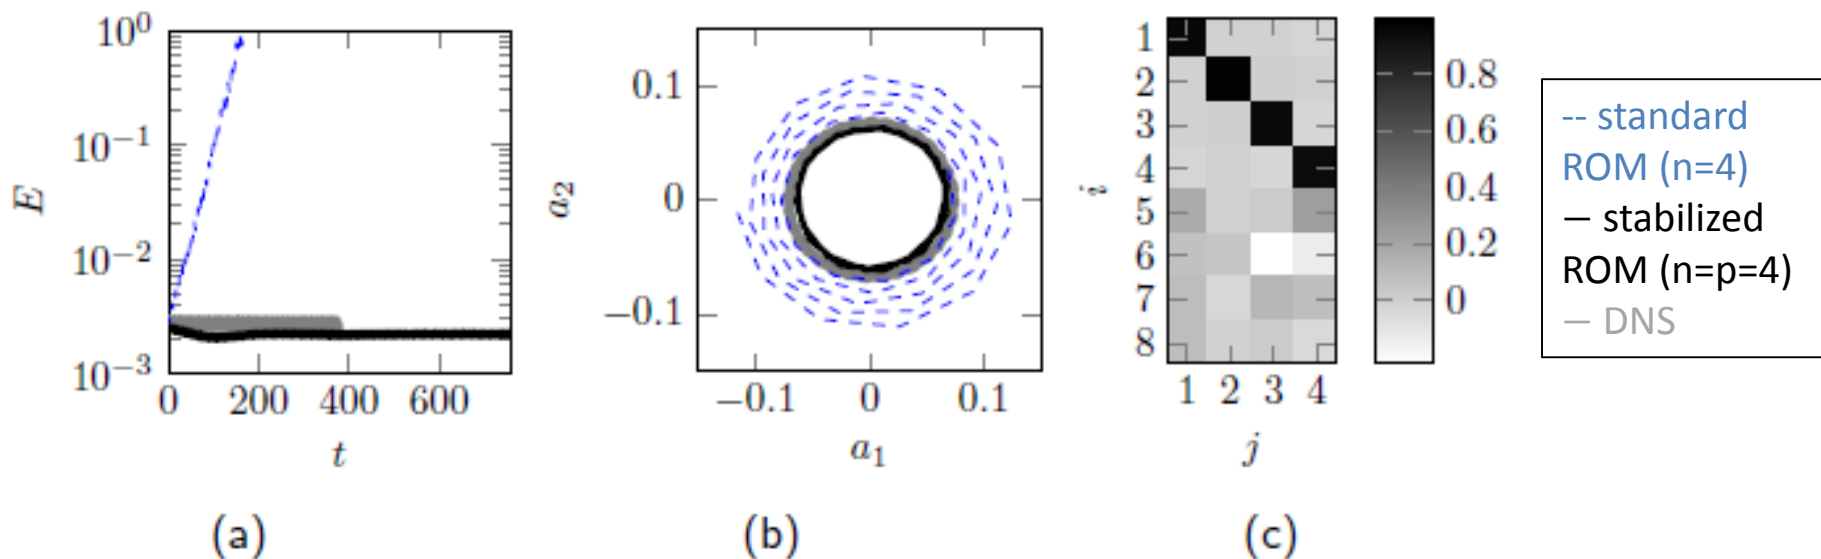 10^0
10^{-1}
10^{-2}
10^{-3}
E
0 200 400 600
t
(a)
0.1
0
−0.1
a_2
−0.1 0 0.1
a_1
(b)
1
2
3
4
5
6
7
8
i
1 2 3 4
j
0.8
0.6
0.4
0.2
0
(c)
-- standard
ROM (n=4)
— stabilized
ROM (n=p=4)
— DNS